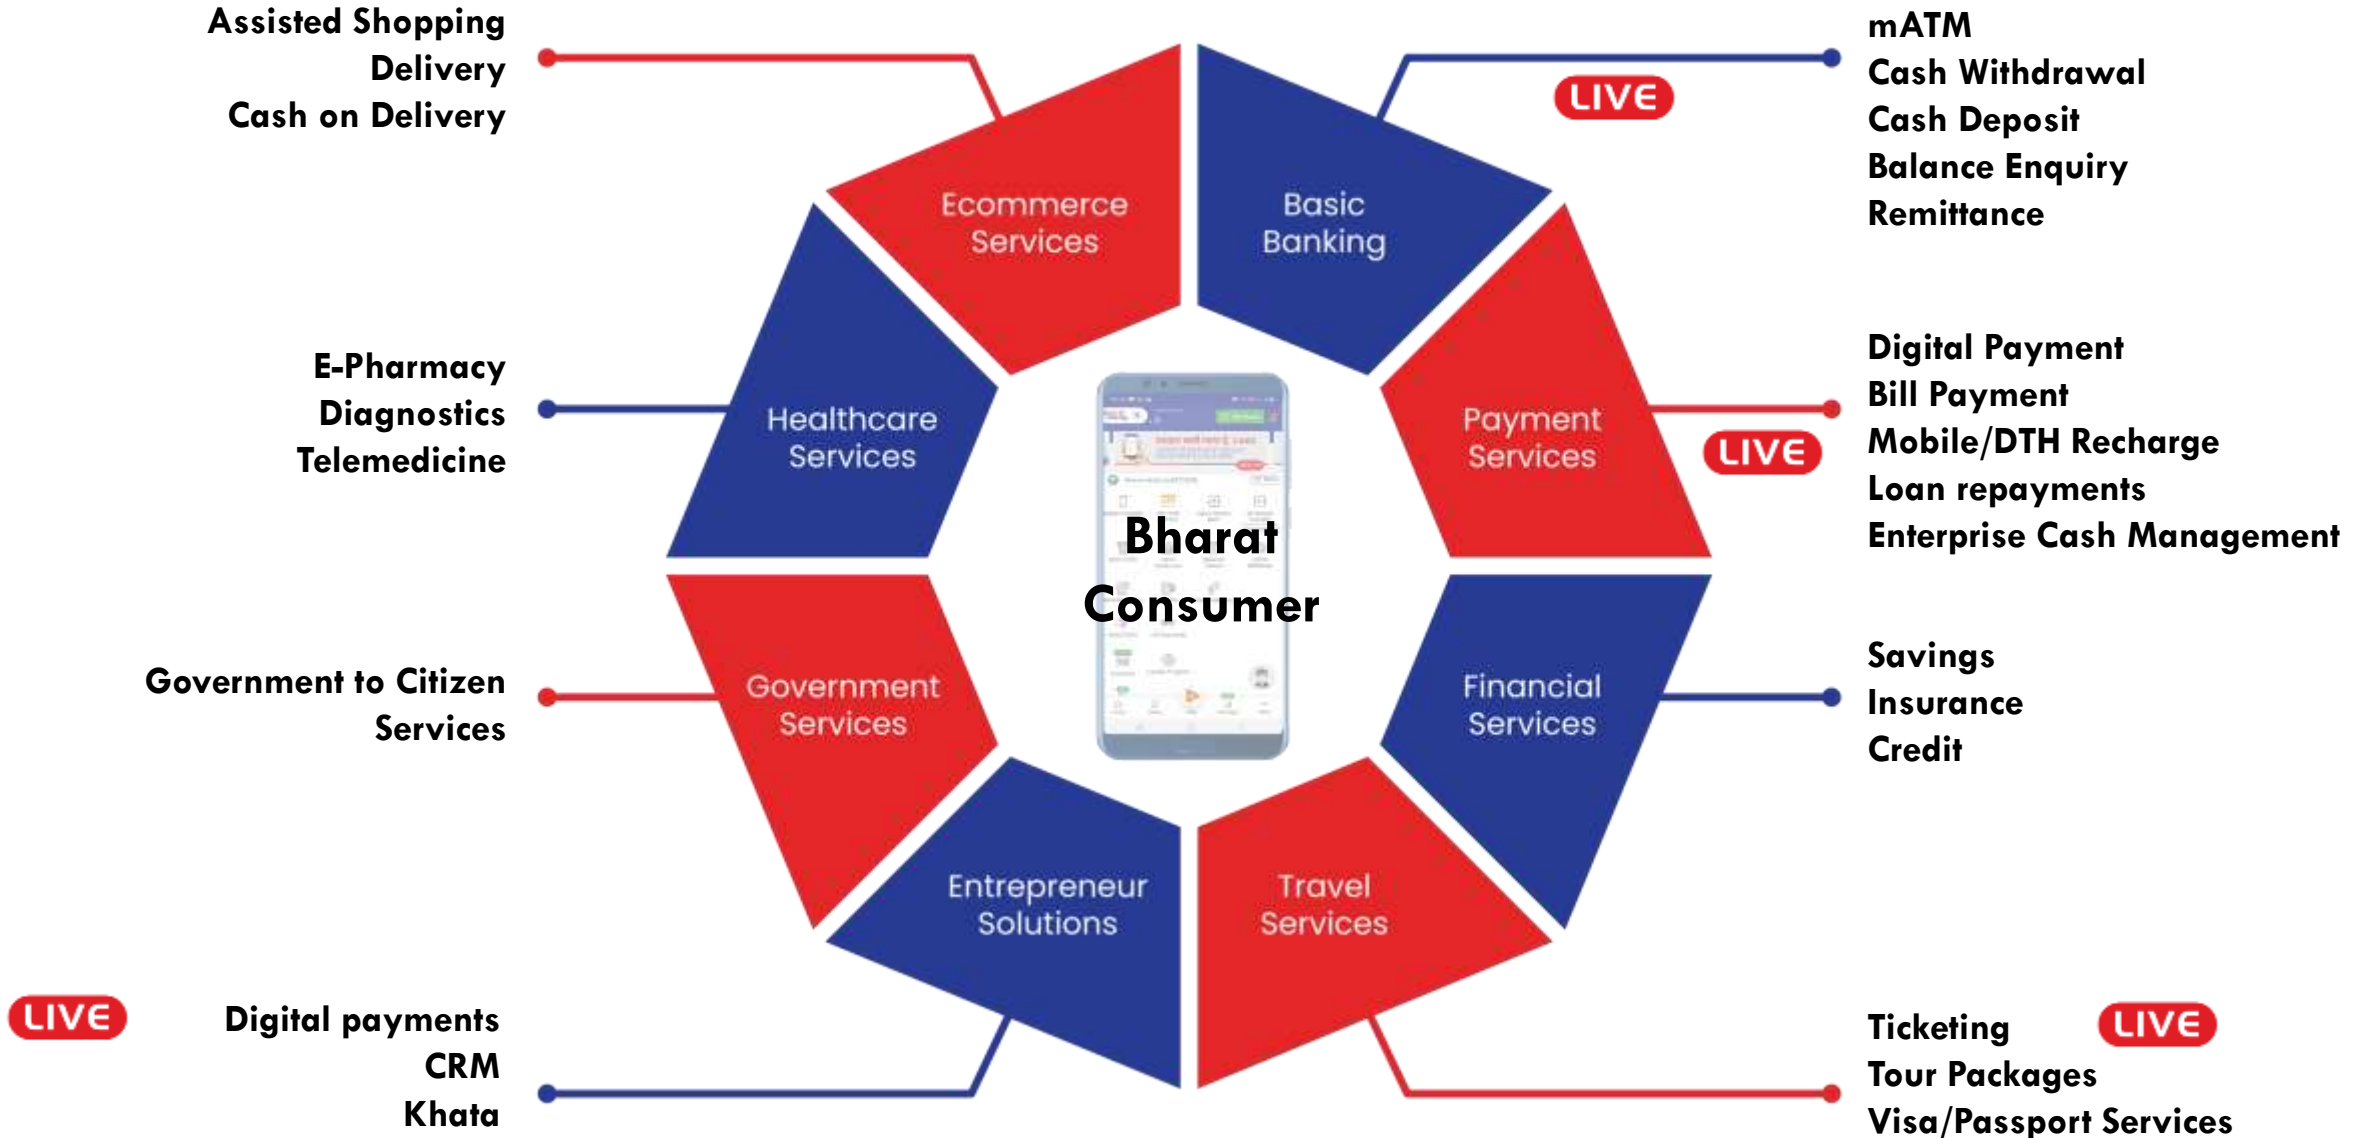 Assisted Shopping
Delivery
Cash on Delivery
mATM
Cash Withdrawal
Cash Deposit
Balance Enquiry
Remittance
LIVE
Ecommerce
Services
Basic
Banking
E-Pharmacy
Diagnostics
Telemedicine
Healthcare
Services
Payment
Services
LIVE
Digital Payment
Bill Payment
Mobile/DTH Recharge
Loan repayments
Enterprise Cash Management
Bharat
Consumer
Government to Citizen
Services
Government
Services
Financial
Services
Savings
Insurance
Credit
Entrepreneur
Solutions
Travel
Services
LIVE
Digital payments
CRM
Khata
Ticketing
LIVE
Tour Packages
Visa/Passport Services